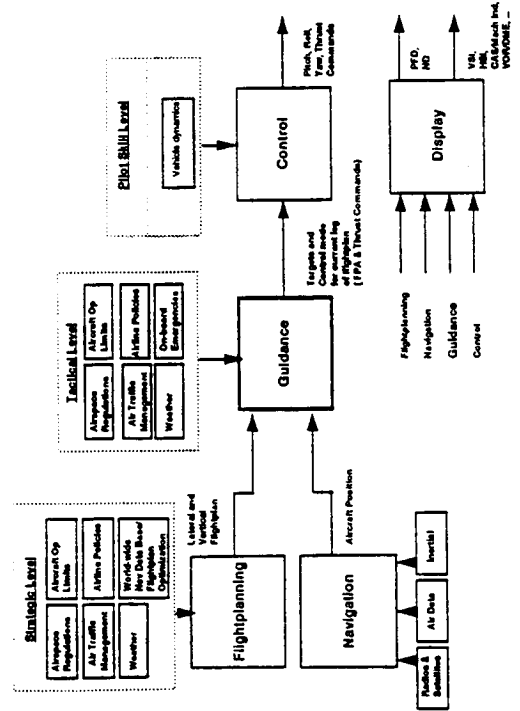 Strategic Level
Airspace
Regulations
Aircraft Op
Limits
Air Traffic
Management
Airline Policies
Weather
World-wide
Nav Data Base/
Flightplan
Optimization
Tactical Level
Airspace
Regulations
Aircraft Op
Limits
Air Traffic
Management
Airline Policies
Weather
On-board
Emergencies
Pilot Skill Level
Vehicle dynamics
Flightplanning
Lateral and
Vertical
Flightplan
Navigation
Aircraft Position
Radios &
Satellites
Air Data
Inertial
Guidance
Targets and
Control mode
for current leg
of flightplan
( FPA & Thrust Commands)
Control
Pitch, Roll,
Yaw, Thrust
Commands
Flightplanning
Navigation
Guidance
Control
Display
PFD,
ND
VSI,
HSI,
CAS/Mach Ind,
VOR/DME, ...